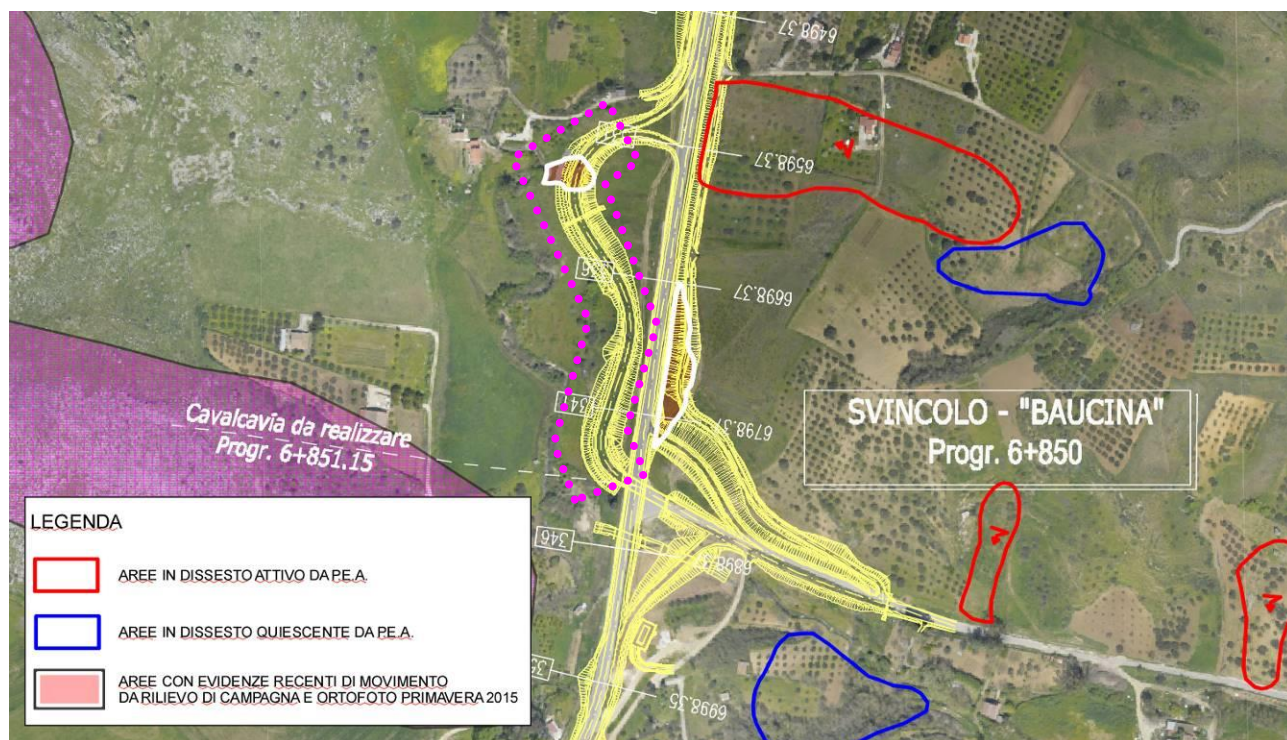 6498.37
6598.37
6698.37
6798.37
SVINCOLO - "BAUCINA"
Progr. 6+850
Cavalcavia da realizzare
Progr. 6+851.15
LEGENDA
AREE IN DISSESTO ATTIVO DA P.E.A.
AREE IN DISSESTO QUIESCENTE DA P.E.A.
AREE CON EVIDENZE RECENTI DI MOVIMENTO
DA RILIEVO DI CAMPAGNA E ORTOFOTO PRIMAVERA 2015
346
6998.35